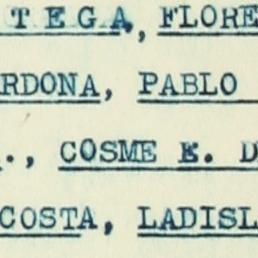 TEGA, FLORE
RDONA, PABLO
., COSME E. D
COSTA, LADISL